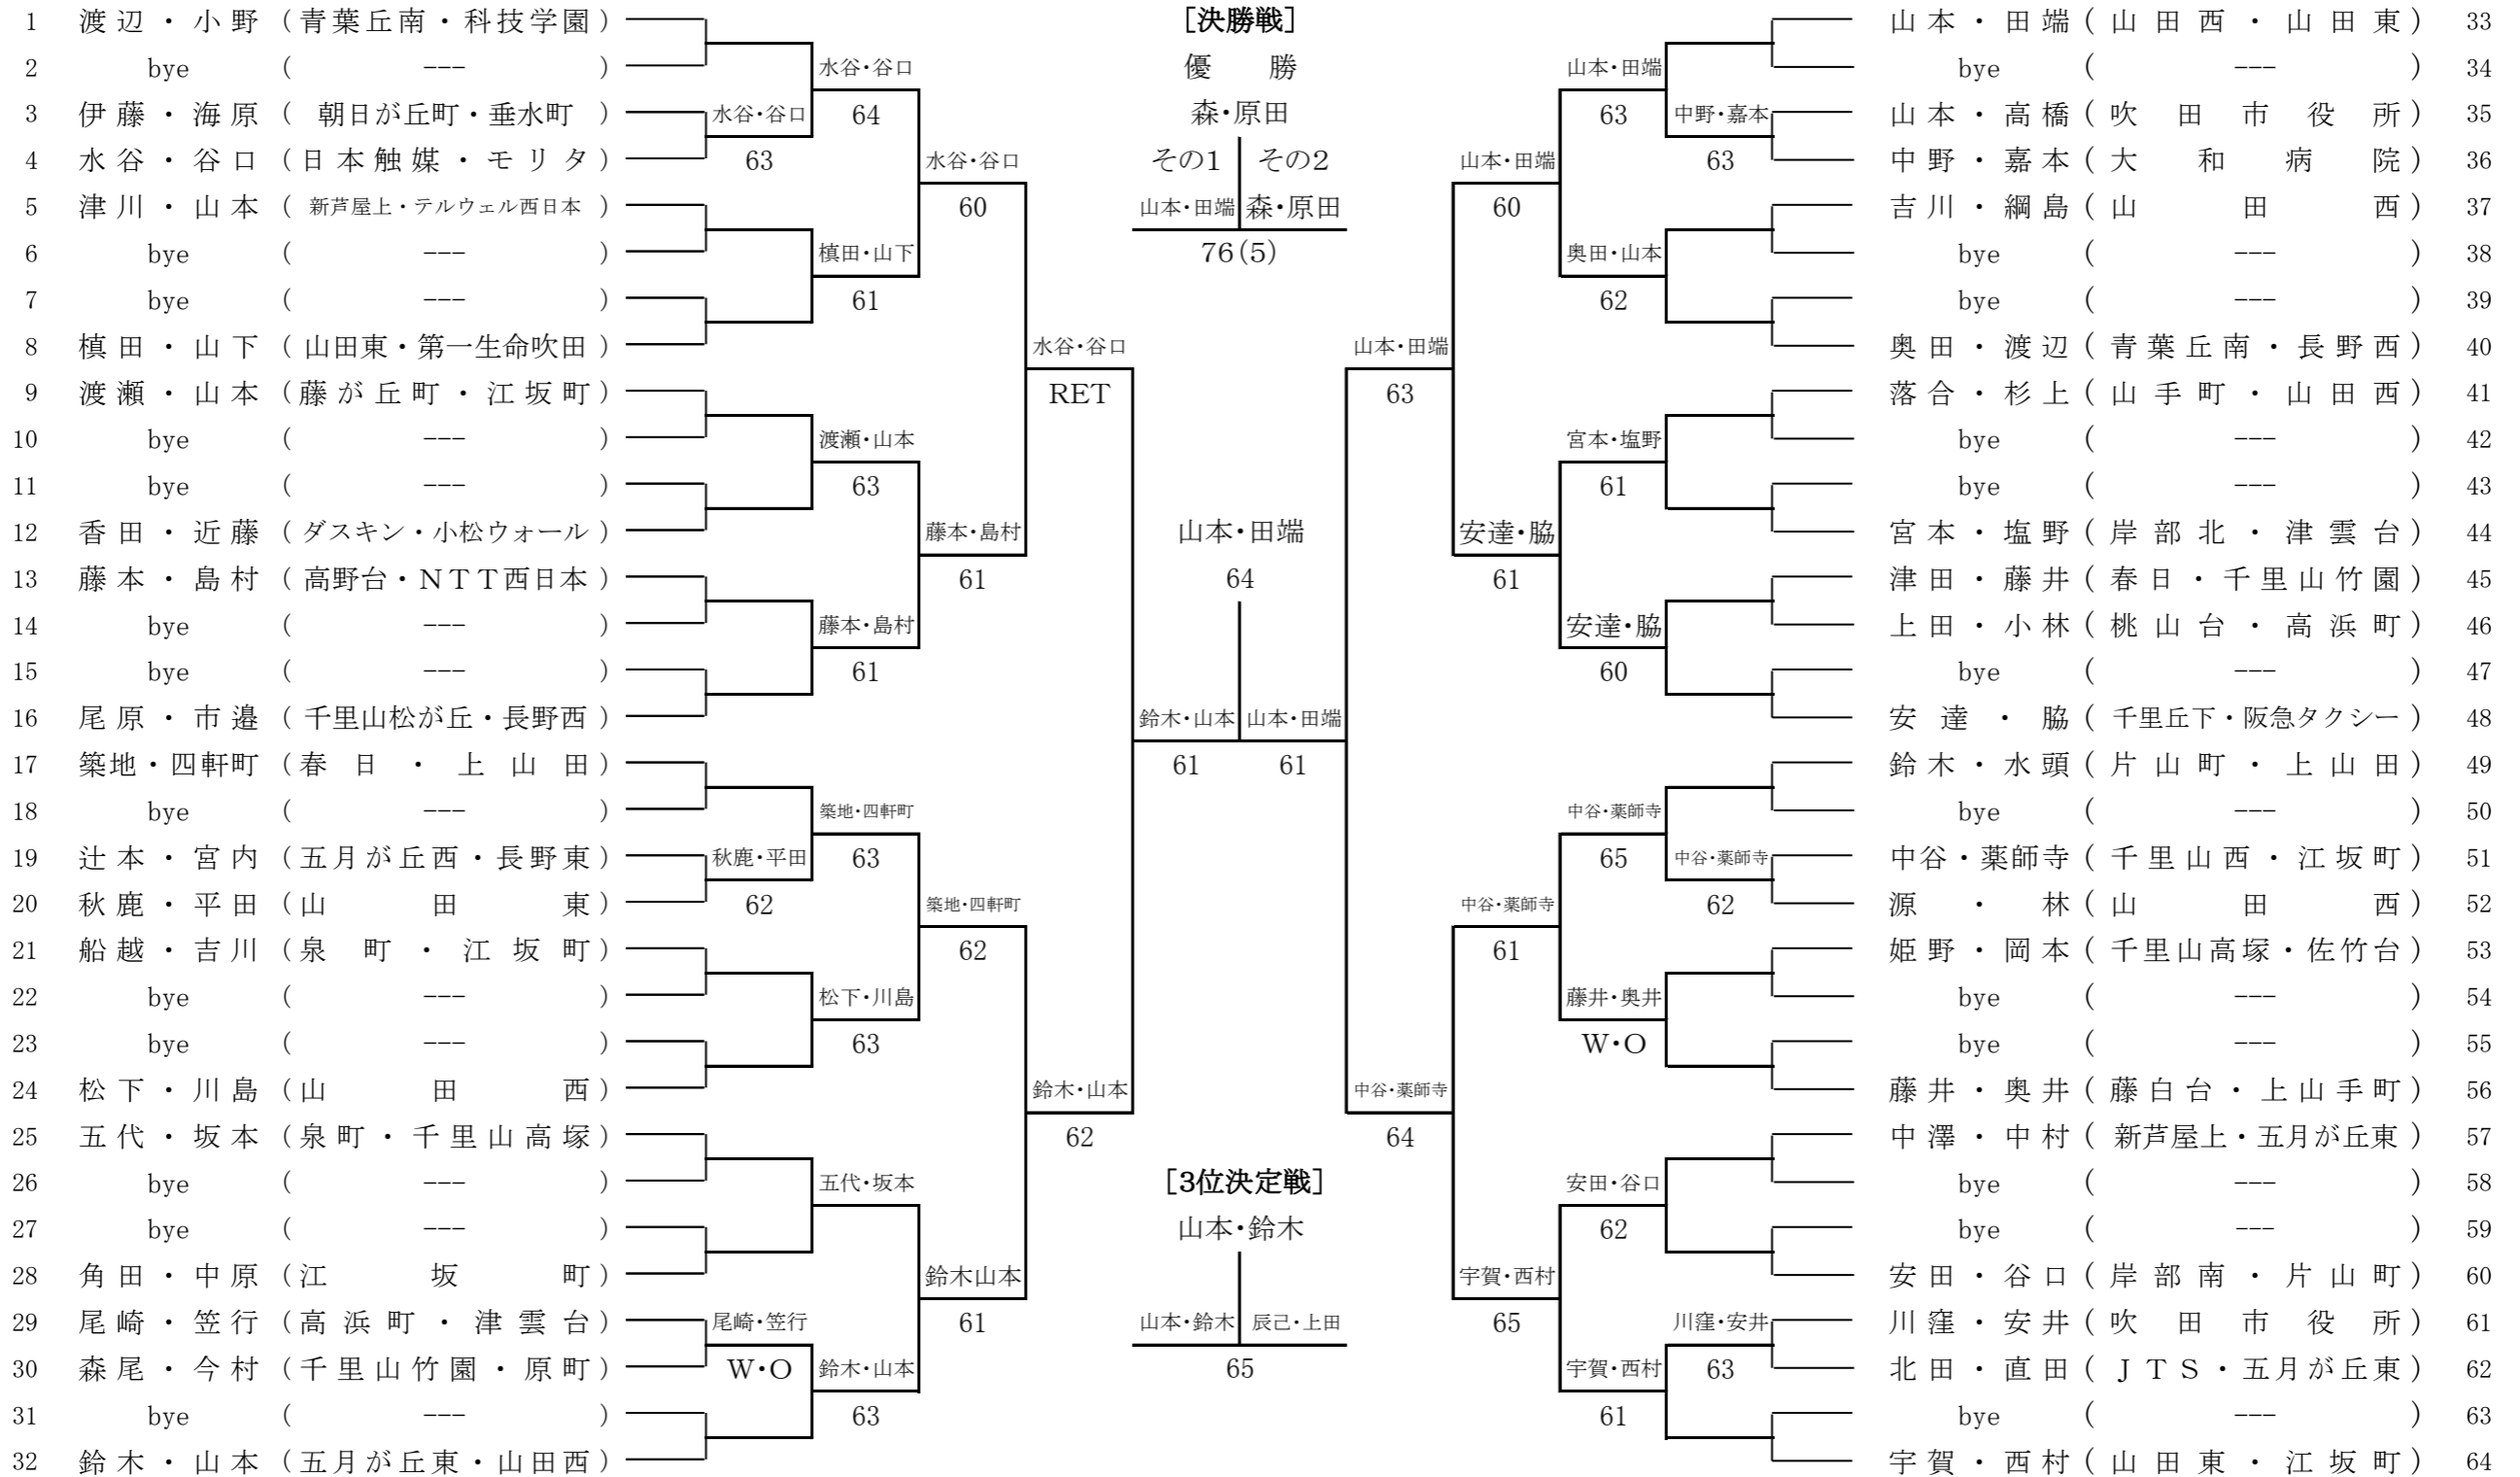 1 渡辺・小野 (青葉丘南・科技学園)
2 bye ( --- )
3 伊藤・海原 ( 朝日が丘町・垂水町 )
4 水谷・谷口 (日本触媒・モリタ)
5 津川・山本 ( 新芦屋上・テルウェル西日本 )
6 bye ( --- )
7 bye ( --- )
8 槙田・山下 (山田東・第一生命吹田)
9 渡瀬・山本 (藤が丘町・江坂町)
10 bye ( --- )
11 bye ( --- )
12 香田・近藤 (ダスキン・小松ウォール)
13 藤本・島村 (高野台・NTT西日本)
14 bye ( --- )
15 bye ( --- )
16 尾原・市邉 (千里山松が丘・長野西)
17 築地・四軒町 (春日・上山田)
18 bye ( --- )
19 辻本・宮内 (五月が丘西・長野東)
20 秋鹿・平田 (山田東)
21 船越・吉川 (泉町・江坂町)
22 bye ( --- )
23 bye ( --- )
24 松下・川島 (山田西)
25 五代・坂本 (泉町・千里山高塚)
26 bye ( --- )
27 bye ( --- )
28 角田・中原 (江坂町)
29 尾崎・笠行 (高浜町・津雲台)
30 森尾・今村 (千里山竹園・原町)
31 bye ( --- )
32 鈴木・山本 (五月が丘東・山田西)
水谷・谷口
63
秋鹿・平田
62
尾崎・笠行
W・O
水谷・谷口
64
槙田・山下
61
渡瀬・山本
63
藤本・島村
61
築地・四軒町
63
松下・川島
63
五代・坂本
鈴木・山本
63
水谷・谷口
60
藤本・島村
61
築地・四軒町
62
鈴木山本
61
水谷・谷口
RET
鈴木・山本
62
[決勝戦]
優 勝
森・原田
その1 その2
山本・田端 森・原田
76(5)
山本・田端
64
鈴木・山本 山本・田端
61 61
[3位決定戦]
山本・鈴木
山本・鈴木 辰己・上田
65
山本・田端
63
中谷・薬師寺
64
山本・田端
60
安達・脇
61
中谷・薬師寺
61
宇賀・西村
65
山本・田端
63
奥田・山本
62
宮本・塩野
61
安達・脇
60
中谷・薬師寺
65
藤井・奥井
W・O
安田・谷口
62
宇賀・西村
61
中野・嘉本
63
中谷・薬師寺
62
川窪・安井
63
山本・田端 (山田西・山田東) 33
bye ( --- ) 34
山本・高橋 (吹田市役所) 35
中野・嘉本 (大和病院) 36
吉川・綱島 (山田西) 37
bye ( --- ) 38
bye ( --- ) 39
奥田・渡辺 (青葉丘南・長野西) 40
落合・杉上 (山手町・山田西) 41
bye ( --- ) 42
bye ( --- ) 43
宮本・塩野 (岸部北・津雲台) 44
津田・藤井 (春日・千里山竹園) 45
上田・小林 (桃山台・高浜町) 46
bye ( --- ) 47
安達・脇 (千里丘下・阪急タクシー) 48
鈴木・水頭 (片山町・上山田) 49
bye ( --- ) 50
中谷・薬師寺 (千里山西・江坂町) 51
源・林 (山田西) 52
姫野・岡本 (千里山高塚・佐竹台) 53
bye ( --- ) 54
bye ( --- ) 55
藤井・奥井 (藤白台・上山手町) 56
中澤・中村 ( 新芦屋上・五月が丘東 ) 57
bye ( --- ) 58
bye ( --- ) 59
安田・谷口 (岸部南・片山町) 60
川窪・安井 (吹田市役所) 61
北田・直田 (JTS・五月が丘東) 62
bye ( --- ) 63
宇賀・西村 (山田東・江坂町) 64